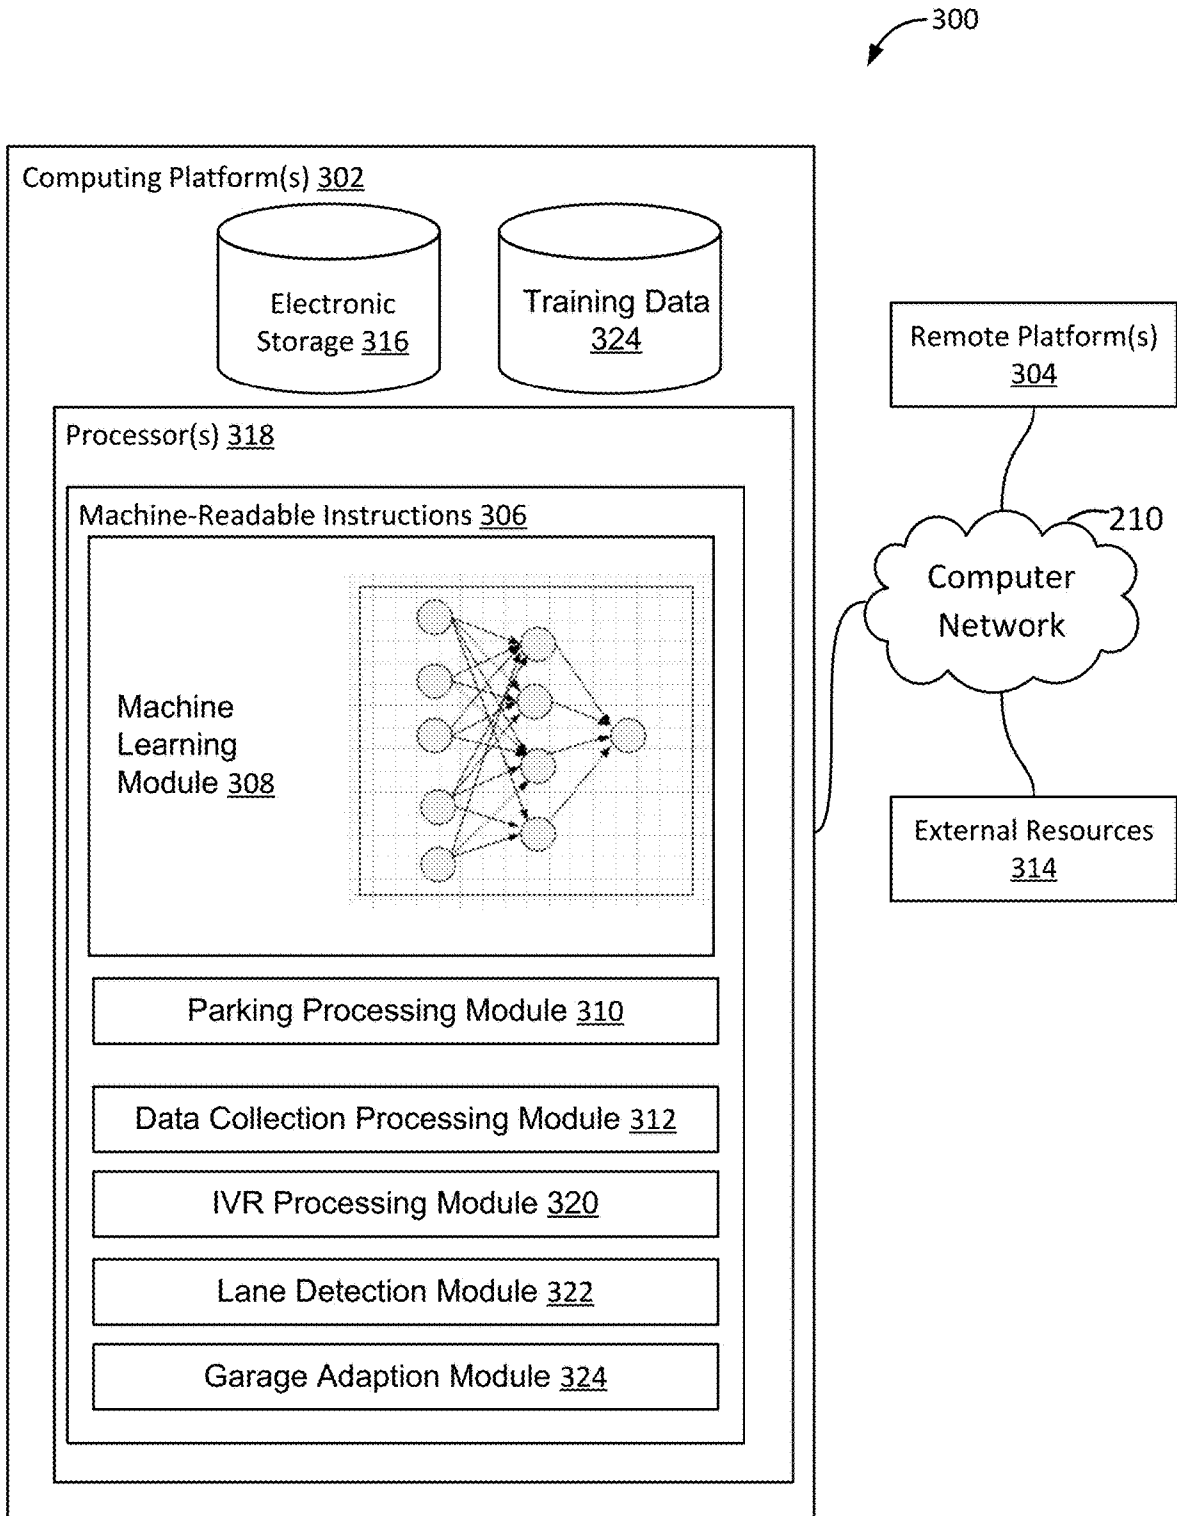 300
Computing Platform(s) 302
Electronic
Storage 316
Training Data
324
Remote Platform(s)
304
Processor(s) 318
Machine-Readable Instructions 306
210
Computer
Network
Machine
Learning
Module 308
External Resources
314
Parking Processing Module 310
Data Collection Processing Module 312
IVR Processing Module 320
Lane Detection Module 322
Garage Adaption Module 324